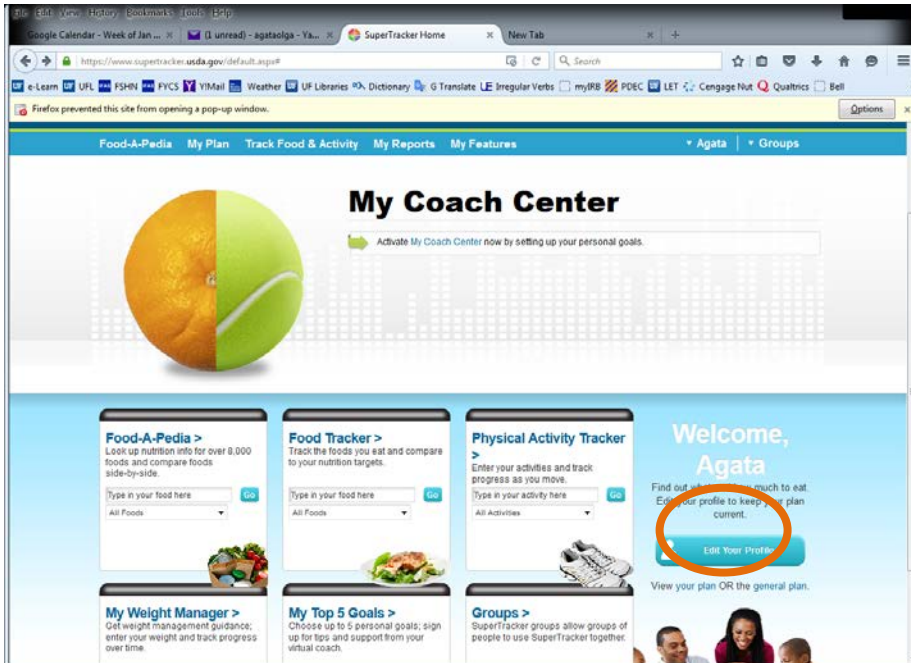 File Edit View History Bookmarks Tools Help
Google Calendar - Week of Jan ... × (1 unread) - agataolga - Ya... × SuperTracker Home × New Tab × +
https://www.supertracker.usda.gov/default.aspx# Search
e-Learn UFL FSHN FYCS Y!Mail Weather UF Libraries Dictionary G Translate Irregular Verbs myIRB PDEC LET Cengage Nut Qualtrics Bell
Firefox prevented this site from opening a pop-up window. Options ×
Food-A-Pedia My Plan Track Food & Activity My Reports My Features Agata Groups
My Coach Center
Activate My Coach Center now by setting up your personal goals.
Food-A-Pedia >
Look up nutrition info for over 8,000
foods and compare foods
side-by-side.
Type in your food here Go
All Foods
Food Tracker >
Track the foods you eat and compare
to your nutrition targets.
Type in your food here Go
All Foods
Physical Activity Tracker
>
Enter your activities and track
progress as you move.
Type in your activity here Go
All Activities
Welcome,
Agata
Find out what much to eat.
Edit your profile to keep your plan
current.
Edit Your Profile
View your plan OR the general plan.
My Weight Manager >
Get weight management guidance;
enter your weight and track progress
over time.
My Top 5 Goals >
Choose up to 5 personal goals; sign
up for tips and support from your
virtual coach.
Groups >
SuperTracker groups allow groups of
people to use SuperTracker together.